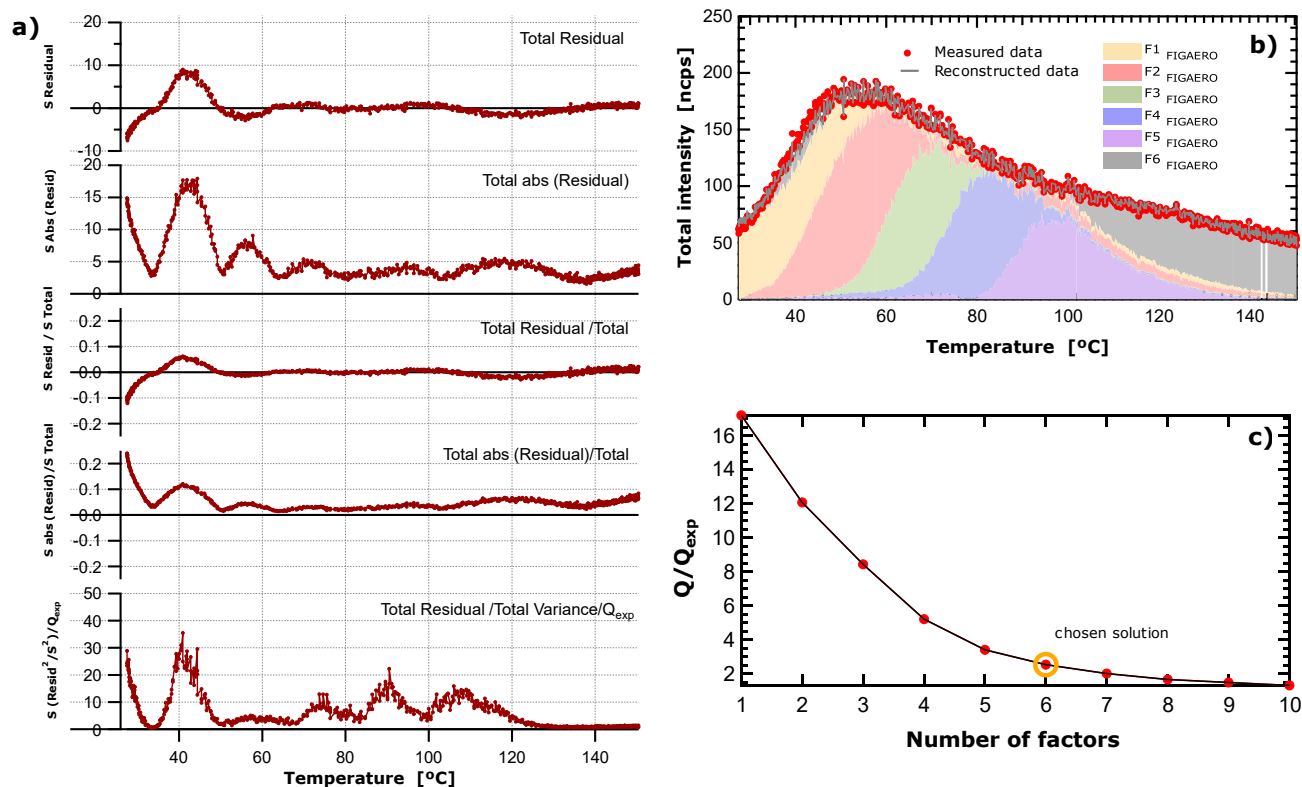 a)
Total Residual
S Residual
20
10
0
-10
Total abs (Residual)
S Abs (Resid)
20
15
10
5
0
Total Residual /Total
S Resid / S Total
0.2
0.1
0.0
-0.1
-0.2
Total abs (Residual)/Total
S abs (Resid)/S Total
0.2
0.1
0.0
-0.1
-0.2
Total Residual /Total Variance/Qexp
S (Resid²/S²)/Qexp
50
40
30
20
10
0
40 60 80 100 120 140
Temperature [ºC]
b)
Total intensity [ncps]
250
200
150
100
50
0
Measured data
Reconstructed data
F1 FIGAERO
F2 FIGAERO
F3 FIGAERO
F4 FIGAERO
F5 FIGAERO
F6 FIGAERO
40 60 80 100 120 140
Temperature [ºC]
c)
Q/Qexp
16
14
12
10
8
6
4
2
chosen solution
1 2 3 4 5 6 7 8 9 10
Number of factors